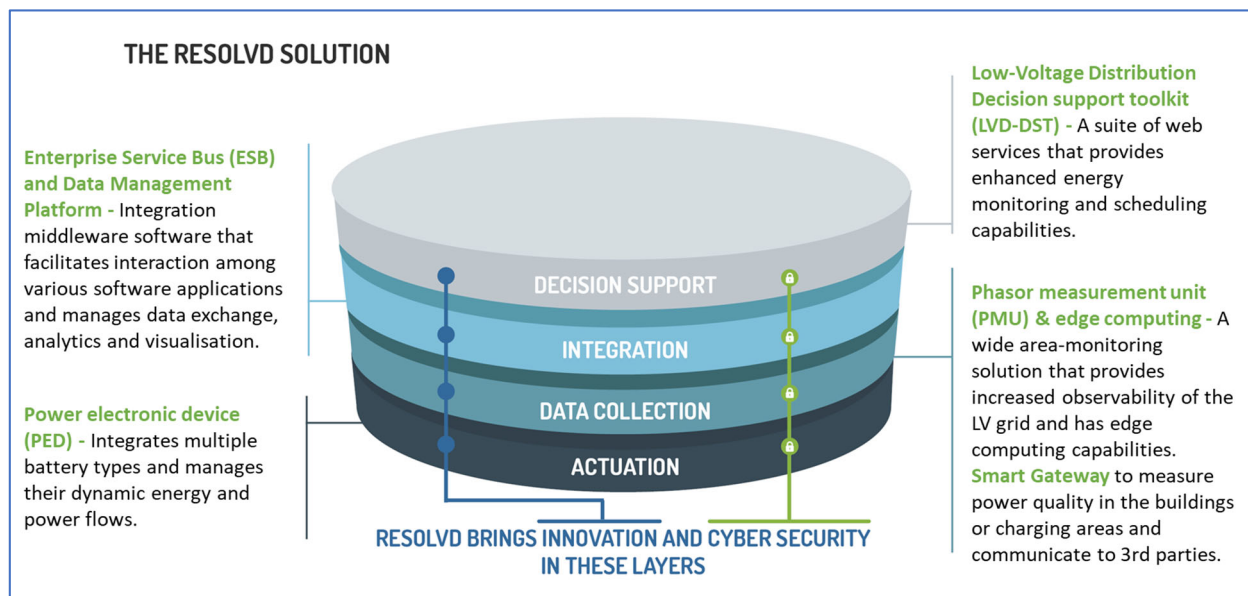 THE RESOLVD SOLUTION
Enterprise Service Bus (ESB)
and Data Management
Platform - Integration
middleware software that
facilitates interaction among
various software applications
and manages data exchange,
analytics and visualisation.
Power electronic device
(PED) - Integrates multiple
battery types and manages
their dynamic energy and
power flows.
DECISION SUPPORT
INTEGRATION
DATA COLLECTION
ACTUATION
RESOLVD BRINGS INNOVATION AND CYBER SECURITY
IN THESE LAYERS
Low-Voltage Distribution
Decision support toolkit
(LVD-DST) - A suite of web
services that provides
enhanced energy
monitoring and scheduling
capabilities.
Phasor measurement unit
(PMU) & edge computing - A
wide area-monitoring
solution that provides
increased observability of the
LV grid and has edge
computing capabilities.
Smart Gateway to measure
power quality in the buildings
or charging areas and
communicate to 3rd parties.